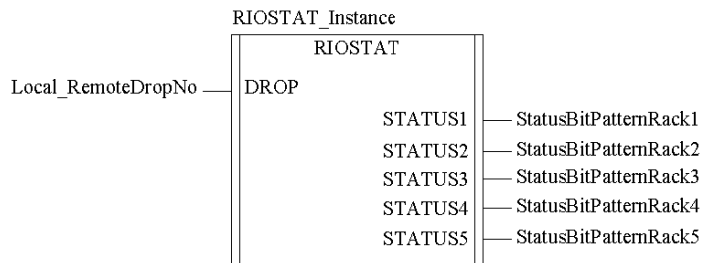 RIOSTAT_Instance
RIOSTAT
Local_RemoteDropNo DROP
STATUS1 StatusBitPatternRack1
STATUS2 StatusBitPatternRack2
STATUS3 StatusBitPatternRack3
STATUS4 StatusBitPatternRack4
STATUS5 StatusBitPatternRack5